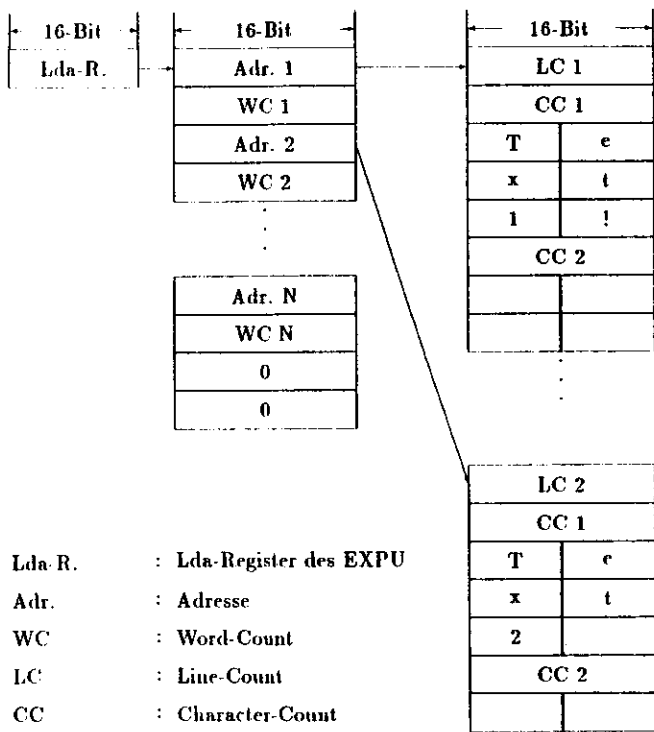 16-Bit
Lda-R.
16-Bit
Adr. 1
WC 1
Adr. 2
WC 2
Adr. N
WC N
0
0
16-Bit
LC 1
CC 1
T e
x t
1 !
CC 2
LC 2
CC 1
T e
x t
2
CC 2
Lda-R. : Lda-Register des EXPU
Adr. : Adresse
WC : Word-Count
LC : Line-Count
CC : Character-Count